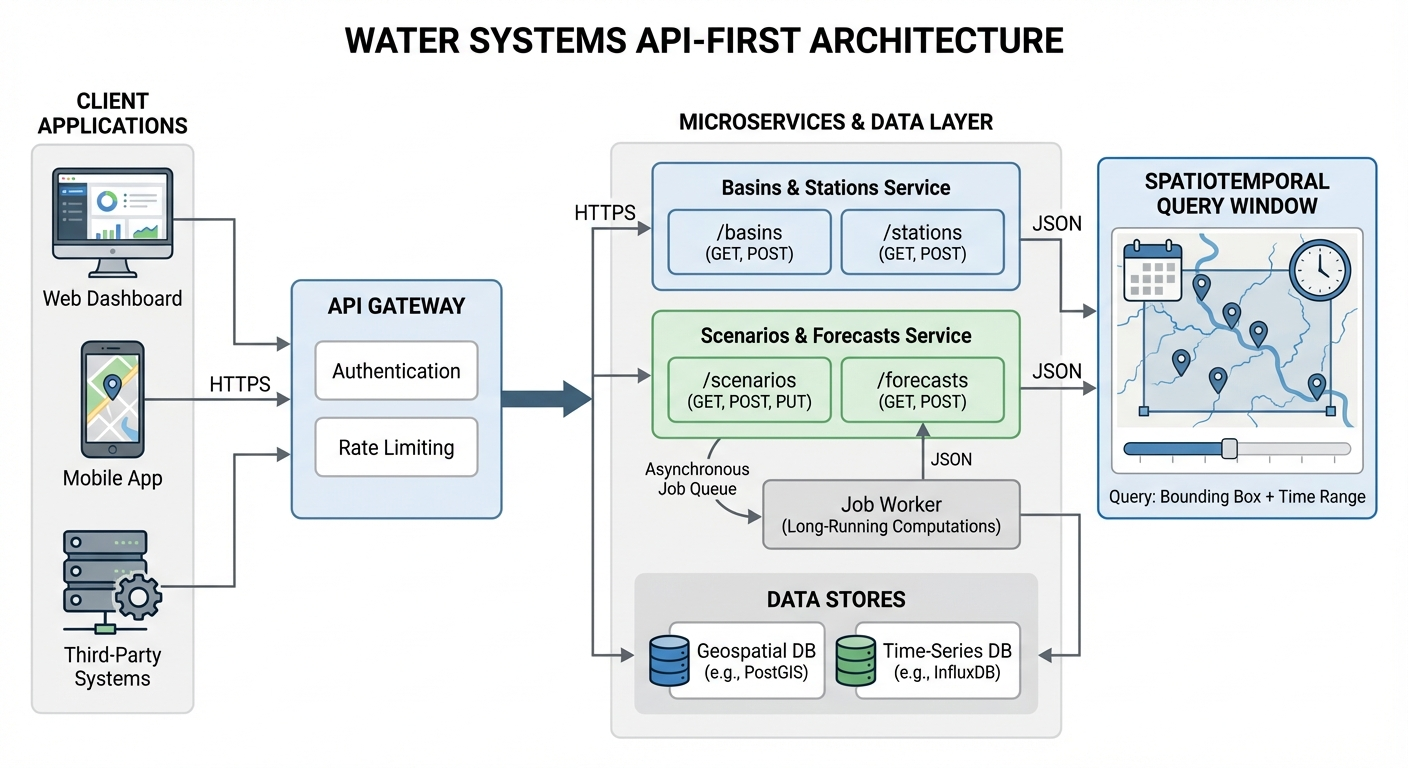 WATER SYSTEMS API-FIRST ARCHITECTURE
CLIENT
APPLICATIONS
Web Dashboard
Mobile App
Third-Party
Systems
HTTPS
API GATEWAY
Authentication
Rate Limiting
MICROSERVICES & DATA LAYER
HTTPS
Basins & Stations Service
/basins
(GET, POST)
/stations
(GET, POST)
JSON
Scenarios & Forecasts Service
/scenarios
(GET, POST, PUT)
/forecasts
(GET, POST)
JSON
Asynchronous
Job Queue
JSON
Job Worker
(Long-Running Computations)
DATA STORES
Geospatial DB
(e.g., PostGIS)
Time-Series DB
(e.g., InfluxDB)
SPATIOTEMPORAL
QUERY WINDOW
Query: Bounding Box + Time Range